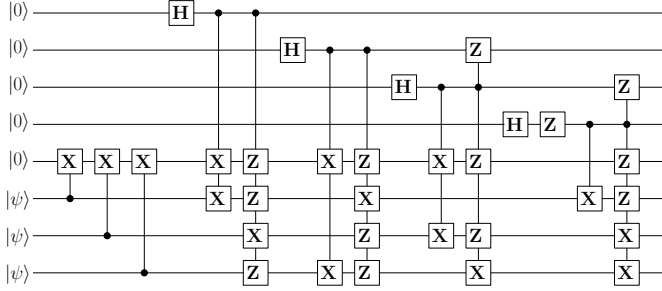 |0⟩ H
|0⟩ H Z
|0⟩ H Z
|0⟩ H Z
|0⟩ X X X X Z X Z X Z Z
|ψ⟩ X Z X X Z
|ψ⟩ X Z X Z X
|ψ⟩ Z X Z X X